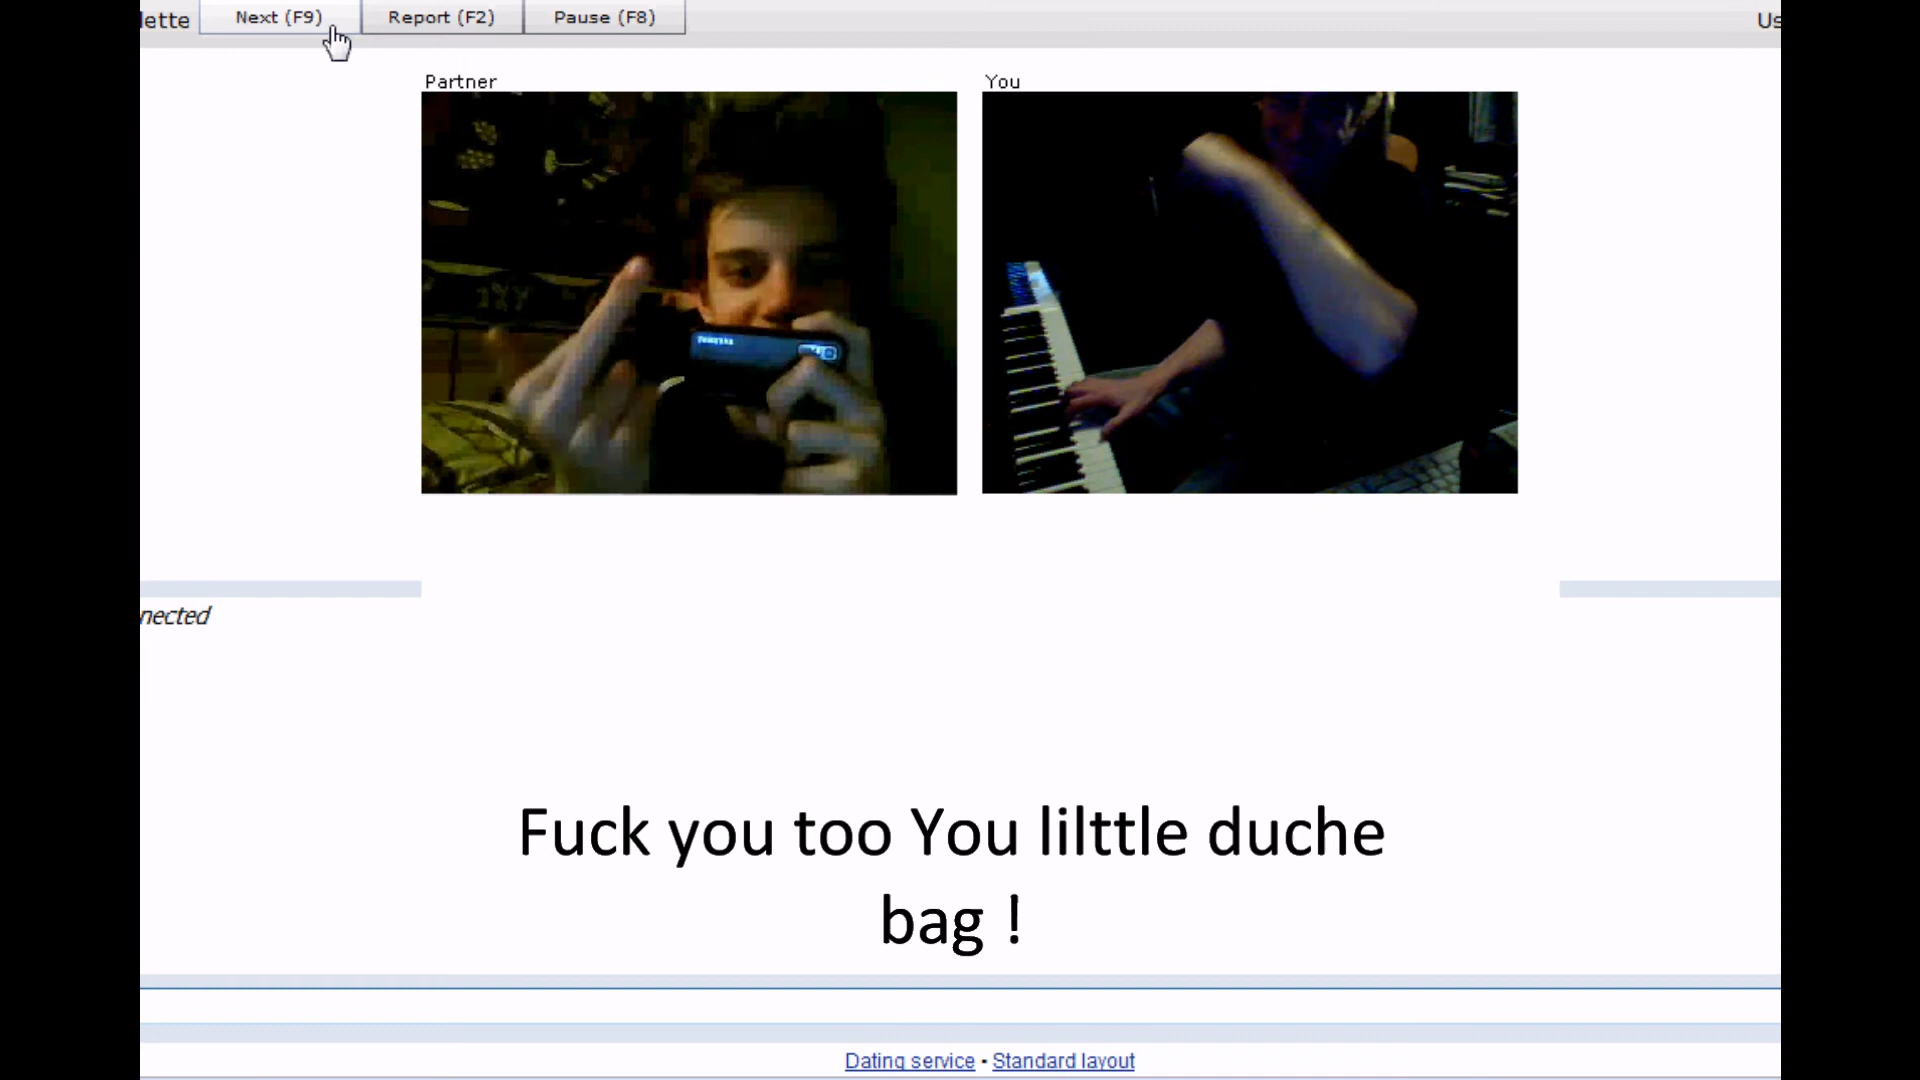 lette Next (F9) Report (F2) Pause (F8) Us
Partner You
nected
Fuck you too You lilttle duche
bag !
Dating service • Standard layout